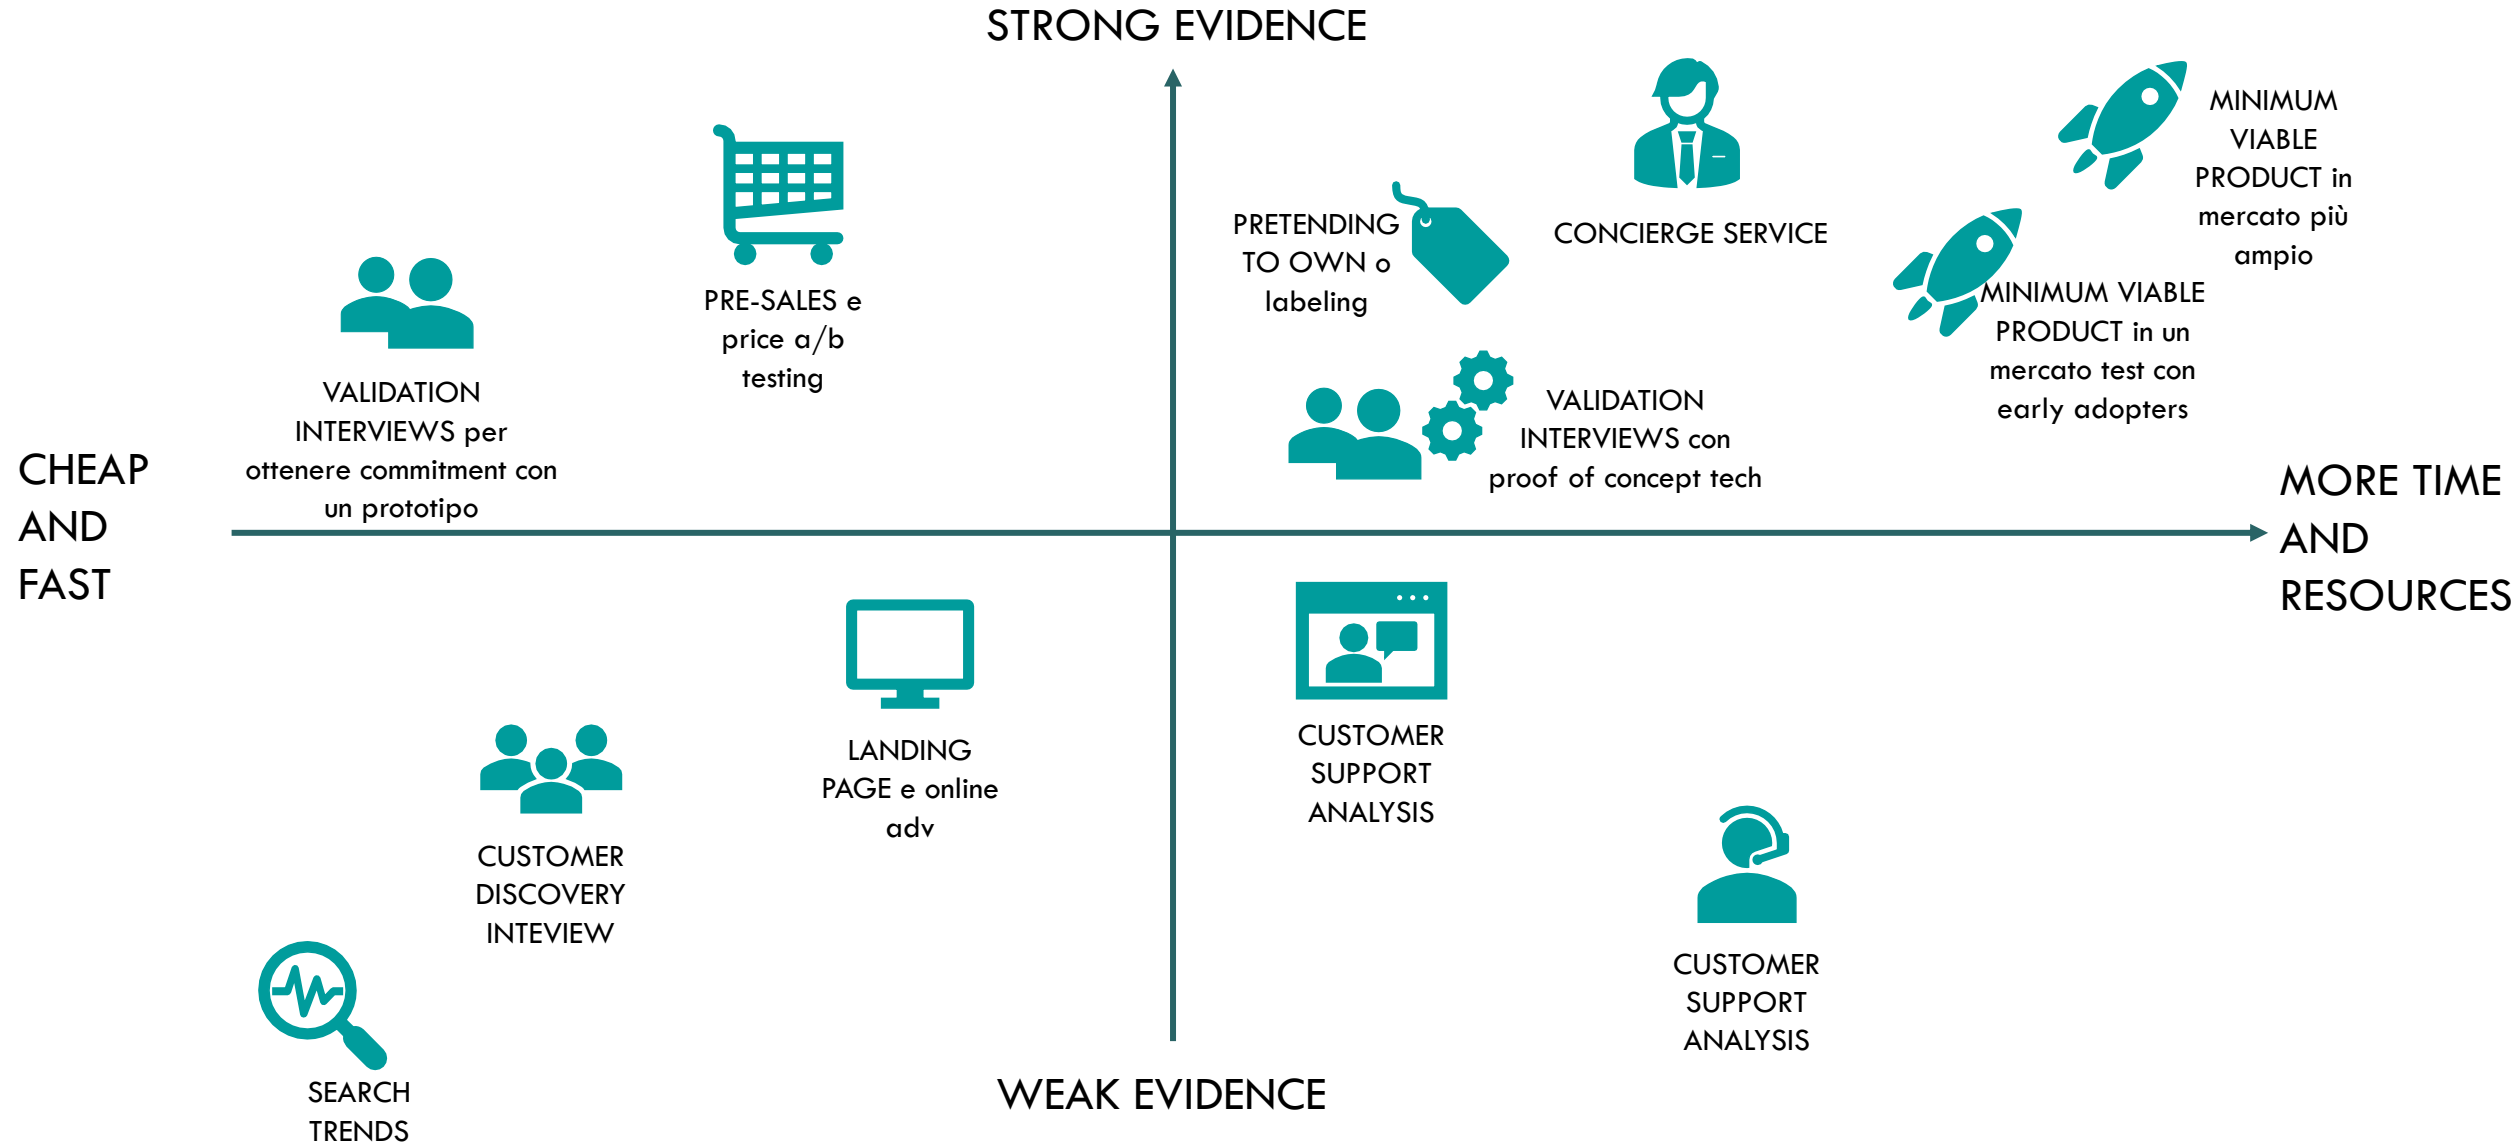 STRONG EVIDENCE
MINIMUM
VIABLE
PRODUCT in
mercato più
ampio
PRETENDING
TO OWN o
labeling
CONCIERGE SERVICE
PRE-SALES e
price a/b
testing
MINIMUM VIABLE
PRODUCT in un
mercato test con
early adopters
VALIDATION
INTERVIEWS per
ottenere commitment con
un prototipo
VALIDATION
INTERVIEWS con
proof of concept tech
CHEAP
AND
FAST
MORE TIME
AND
RESOURCES
LANDING
PAGE e online
adv
CUSTOMER
SUPPORT
ANALYSIS
CUSTOMER
DISCOVERY
INTEVIEW
CUSTOMER
SUPPORT
ANALYSIS
SEARCH
TRENDS
WEAK EVIDENCE